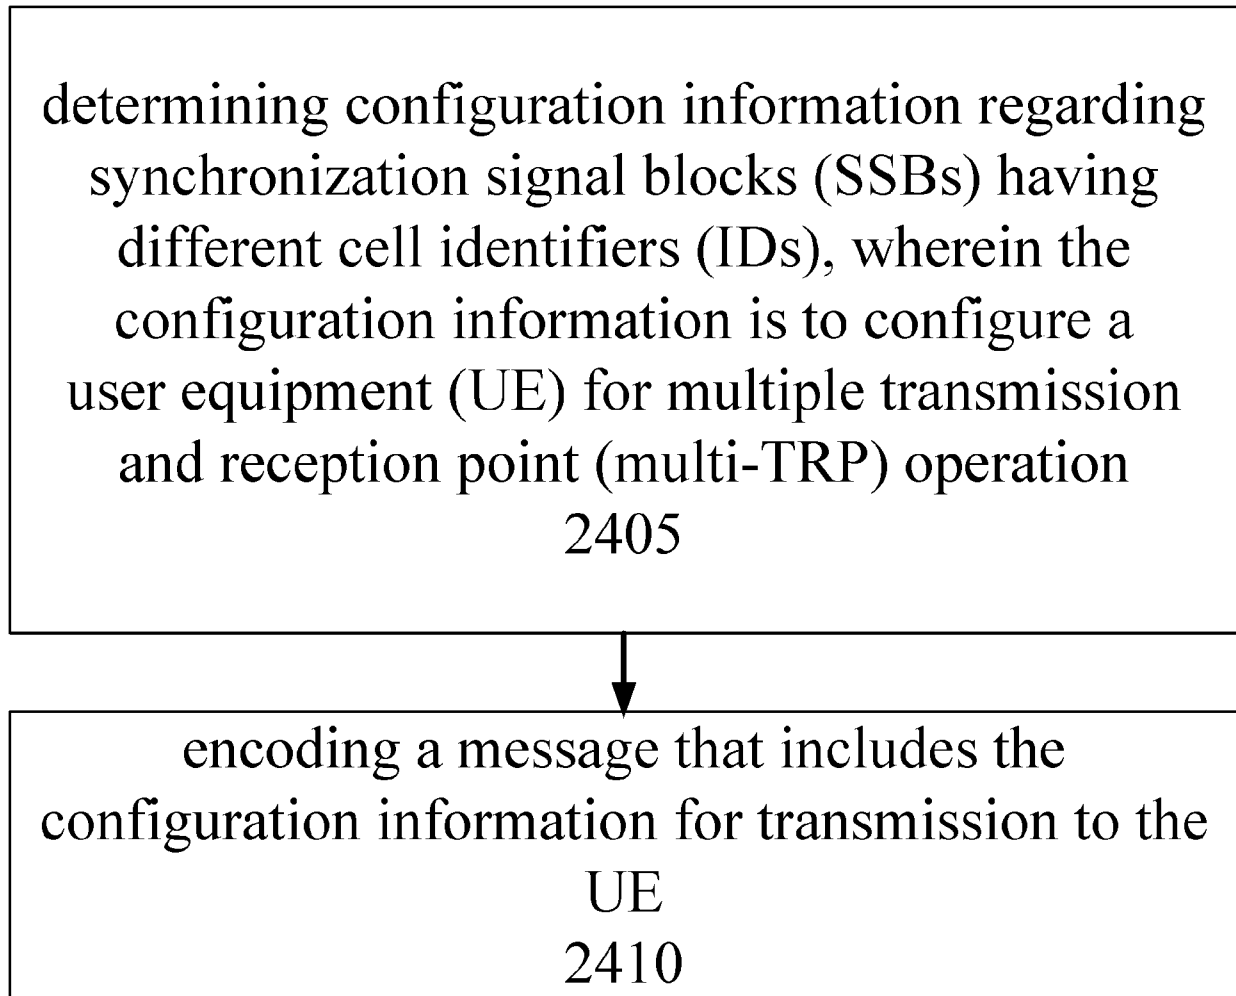 determining configuration information regarding
synchronization signal blocks (SSBs) having
different cell identifiers (IDs), wherein the
configuration information is to configure a
user equipment (UE) for multiple transmission
and reception point (multi-TRP) operation
2405
encoding a message that includes the
configuration information for transmission to the
UE
2410